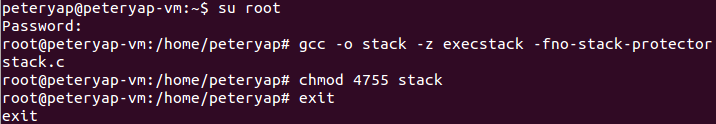 peteryap@peteryap-vm:~$ su root
Password:
root@peteryap-vm:/home/peteryap# gcc -o stack -z execstack -fno-stack-protector
stack.c
root@peteryap-vm:/home/peteryap# chmod 4755 stack
root@peteryap-vm:/home/peteryap# exit
exit